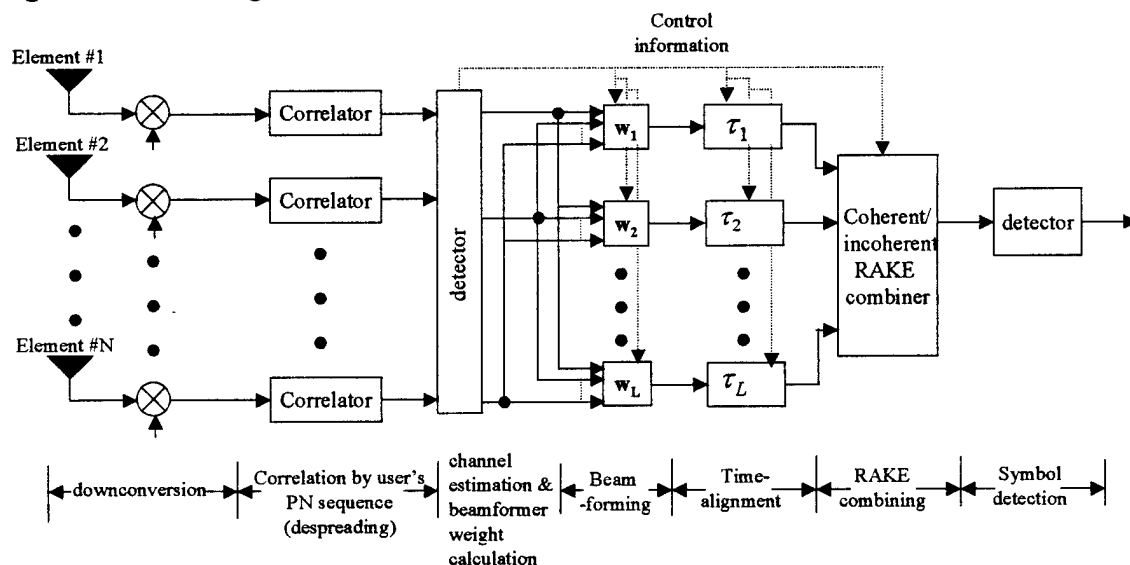 Control
information
Element #1
Correlator
w1
τ1
Element #2
Correlator
w2
τ2
detector
Coherent/
incoherent
RAKE
combiner
detector
Element #N
Correlator
wL
τL
downconversion
Correlation by user's
PN sequence
(despreading)
channel
estimation &
beamformer
weight
calculation
Beam
-forming
Time-
alignment
RAKE
combining
Symbol
detection